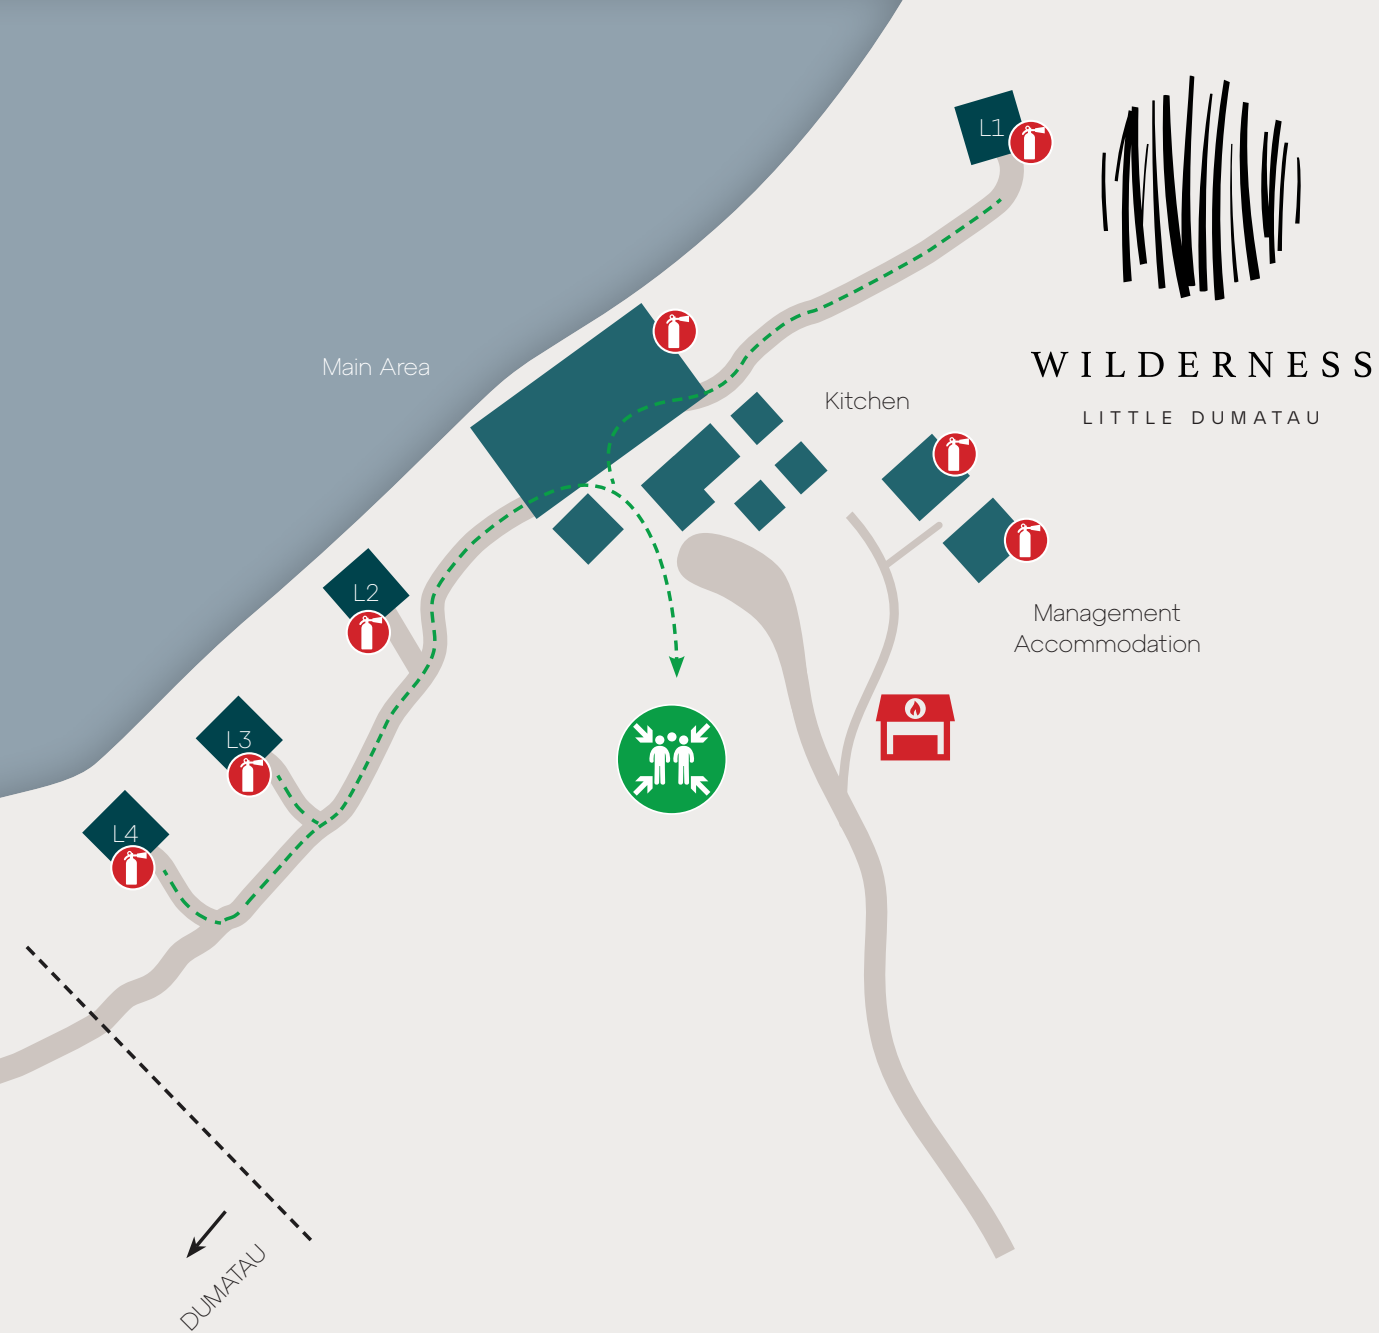 L1
Main Area
WILDERNESS
Kitchen
LITTLE DUMATAU
L2
Management
Accommodation
L3
L4
DUMATAU